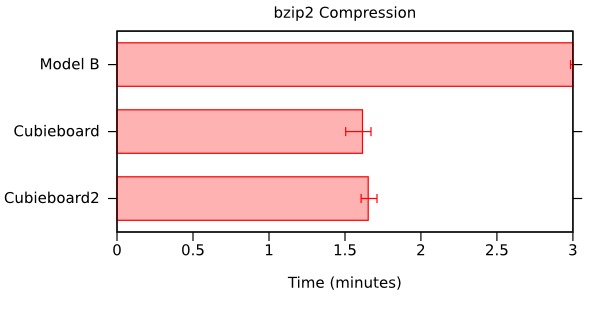 bzip2 Compression
Model B
Cubieboard
Cubieboard2
0 0.5 1 1.5 2 2.5 3
Time (minutes)